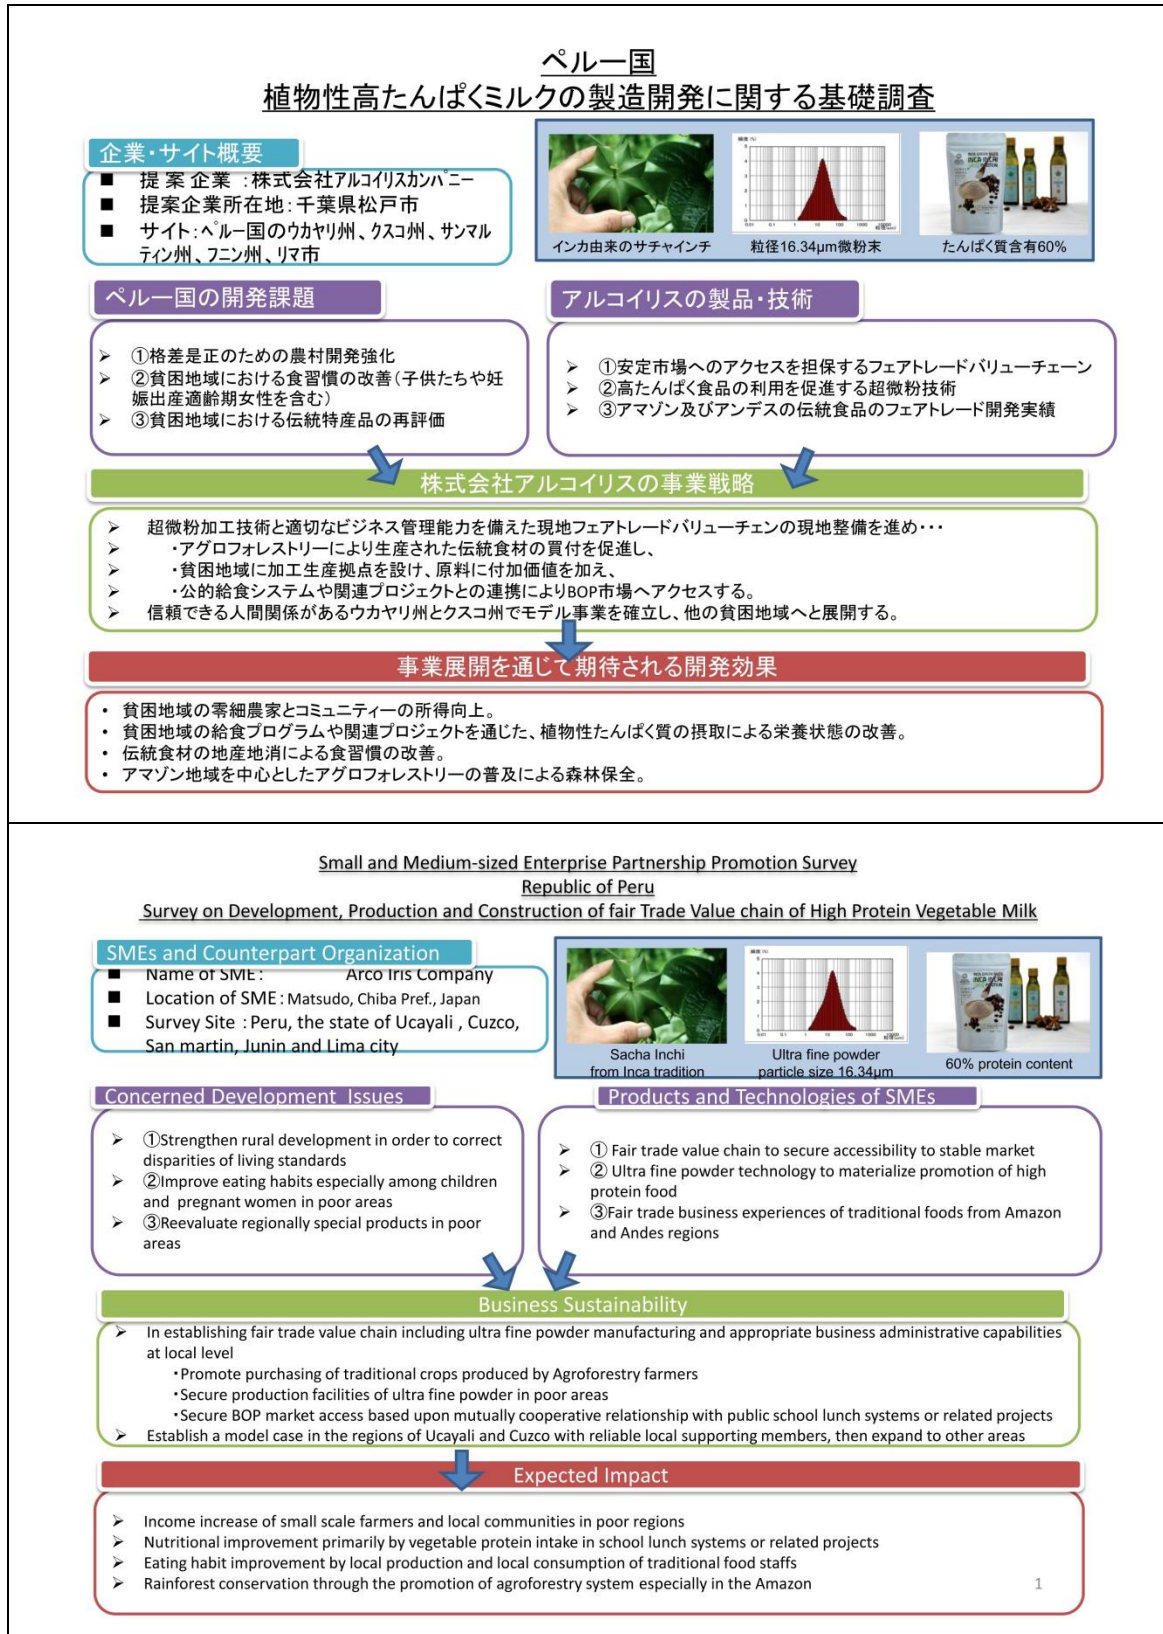 ペルー国
植物性高たんぱくミルクの製造開発に関する基礎調査
企業・サイト概要
■ 提 案 企 業 ：株式会社アルコイリスカンパニー
■ 提案企業所在地：千葉県松戸市
■ サイト：ペルー国のウカヤリ州、クスコ州、サンマル
ティン州、フニン州、リマ市
インカ由来のサチャインチ
粒径16.34μm微粉末
たんぱく質含有60%
ペルー国の開発課題
➢ ①格差是正のための農村開発強化
➢ ②貧困地域における食習慣の改善（子供たちや妊
娠出産適齢期女性を含む）
➢ ③貧困地域における伝統特産品の再評価
アルコイリスの製品・技術
➢ ①安定市場へのアクセスを担保するフェアトレードバリューチェーン
➢ ②高たんぱく食品の利用を促進する超微粉技術
➢ ③アマゾン及びアンデスの伝統食品のフェアトレード開発実績
株式会社アルコイリスの事業戦略
➢ 超微粉加工技術と適切なビジネス管理能力を備えた現地フェアトレードバリューチェンの現地整備を進め・・・
➢ ・アグロフォレストリーにより生産された伝統食材の買付を促進し、
➢ ・貧困地域に加工生産拠点を設け、原料に付加価値を加え、
➢ ・公的給食システムや関連プロジェクトとの連携によりBOP市場へアクセスする。
➢ 信頼できる人間関係があるウカヤリ州とクスコ州でモデル事業を確立し、他の貧困地域へと展開する。
事業展開を通じて期待される開発効果
• 貧困地域の零細農家とコミュニティーの所得向上。
• 貧困地域の給食プログラムや関連プロジェクトを通じた、植物性たんぱく質の摂取による栄養状態の改善。
• 伝統食材の地産地消による食習慣の改善。
• アマゾン地域を中心としたアグロフォレストリーの普及による森林保全。
Small and Medium-sized Enterprise Partnership Promotion Survey
Republic of Peru
Survey on Development, Production and Construction of fair Trade Value chain of High Protein Vegetable Milk
SMEs and Counterpart Organization
■ Name of SME： Arco Iris Company
■ Location of SME：Matsudo, Chiba Pref., Japan
■ Survey Site ：Peru, the state of Ucayali , Cuzco,
San martin, Junin and Lima city
Sacha Inchi
from Inca tradition
Ultra fine powder
particle size 16.34μm
60% protein content
Concerned Development Issues
➢ ①Strengthen rural development in order to correct
disparities of living standards
➢ ②Improve eating habits especially among children
and pregnant women in poor areas
➢ ③Reevaluate regionally special products in poor
areas
Products and Technologies of SMEs
➢ ① Fair trade value chain to secure accessibility to stable market
➢ ② Ultra fine powder technology to materialize promotion of high
protein food
➢ ③Fair trade business experiences of traditional foods from Amazon
and Andes regions
Business Sustainability
➢ In establishing fair trade value chain including ultra fine powder manufacturing and appropriate business administrative capabilities
at local level
・Promote purchasing of traditional crops produced by Agroforestry farmers
・Secure production facilities of ultra fine powder in poor areas
・Secure BOP market access based upon mutually cooperative relationship with public school lunch systems or related projects
➢ Establish a model case in the regions of Ucayali and Cuzco with reliable local supporting members, then expand to other areas
Expected Impact
➢ Income increase of small scale farmers and local communities in poor regions
➢ Nutritional improvement primarily by vegetable protein intake in school lunch systems or related projects
➢ Eating habit improvement by local production and local consumption of traditional food staffs
➢ Rainforest conservation through the promotion of agroforestry system especially in the Amazon
1